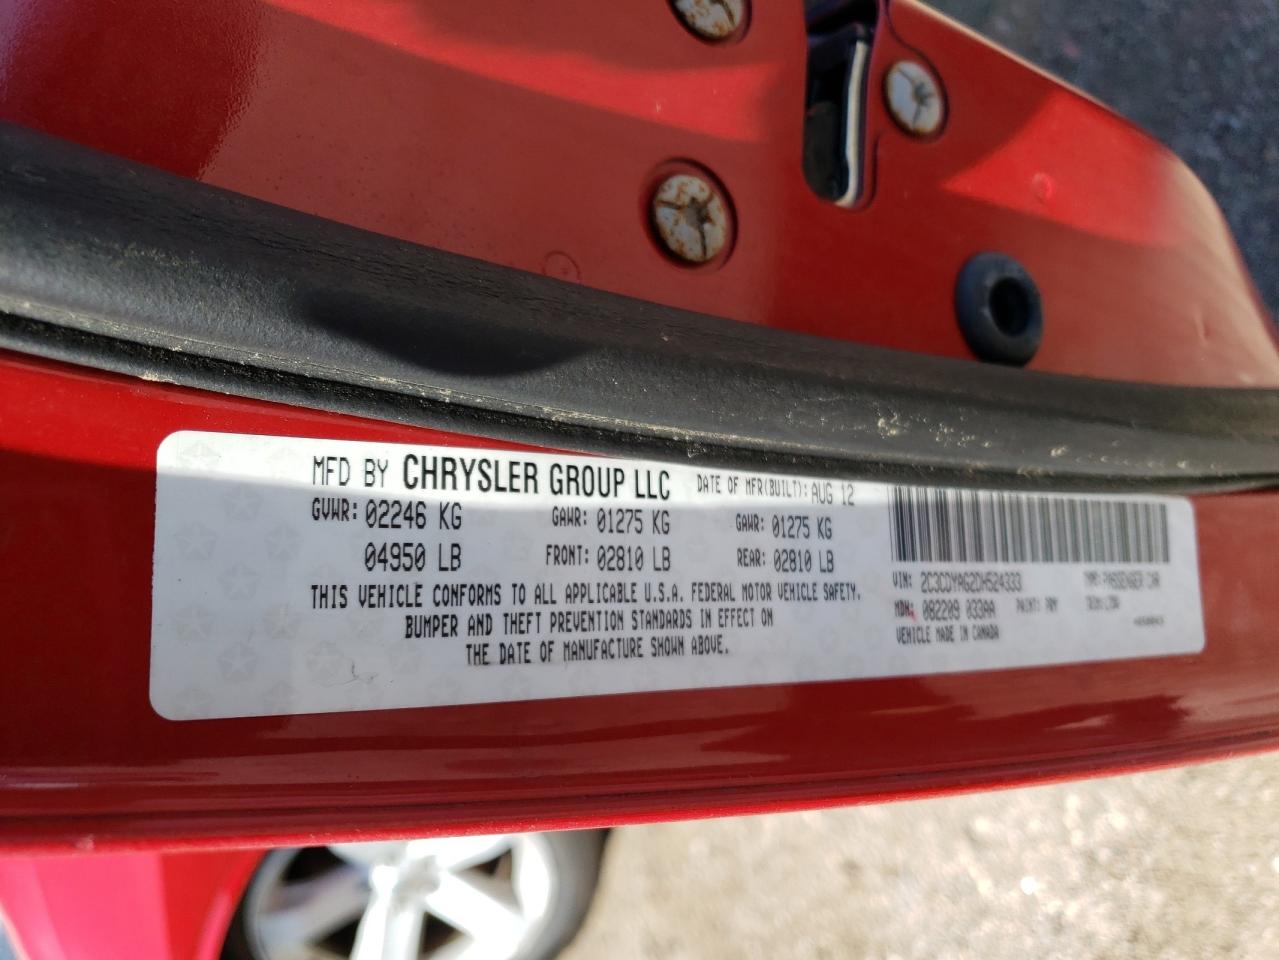 MFD BY CHRYSLER GROUP LLC DATE OF MFR(BUILT): AUG 12
GVWR: 02246 KG GAWR: 01275 KG GAWR: 01275 KG
04950 LB FRONT: 02810 LB REAR: 02810 LB
THIS VEHICLE CONFORMS TO ALL APPLICABLE U.S.A. FEDERAL MOTOR VEHICLE SAFETY,
BUMPER AND THEFT PREVENTION STANDARDS IN EFFECT ON
THE DATE OF MANUFACTURE SHOWN ABOVE.
VIN: 2C3CDYAG2DH524333 PASSENGER CAR
MDH: 082209 033AA PAINT:
VEHICLE MADE IN CANADA